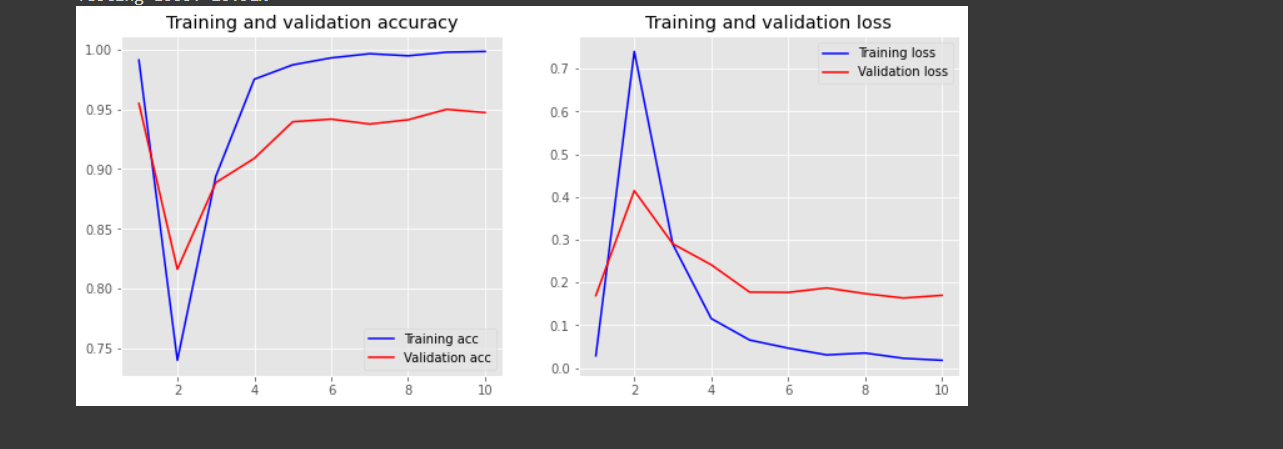 Training and validation accuracy
1.00
0.95
0.90
0.85
0.80
0.75
Training acc
Validation acc
2 4 6 8 10
Training and validation loss
0.7
0.6
0.5
0.4
0.3
0.2
0.1
0.0
Training loss
Validation loss
2 4 6 8 10